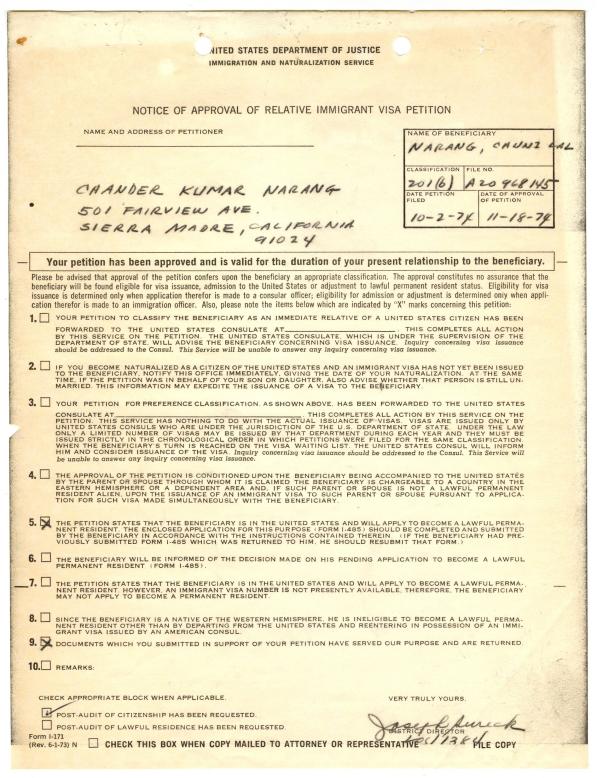 UNITED STATES DEPARTMENT OF JUSTICE
IMMIGRATION AND NATURALIZATION SERVICE
NOTICE OF APPROVAL OF RELATIVE IMMIGRANT VISA PETITION
NAME AND ADDRESS OF PETITIONER
NAME OF BENEFICIARY
NARANG, CHUNI LAL
CLASSIFICATION FILE NO.
201(b) A20 968 145
DATE PETITION FILED DATE OF APPROVAL OF PETITION
10-2-74 11-18-74
CHANDER KUMAR NARANG
501 FAIRVIEW AVE.
SIERRA MADRE, CALIFORNIA
91024
Your petition has been approved and is valid for the duration of your present relationship to the beneficiary.
Please be advised that approval of the petition confers upon the beneficiary an appropriate classification. The approval constitutes no assurance that the
beneficiary will be found eligible for visa issuance, admission to the United States or adjustment to lawful permanent resident status. Eligibility for visa
issuance is determined only when application therefor is made to a consular officer; eligibility for admission or adjustment is determined only when appli-
cation therefor is made to an immigration officer. Also, please note the items below which are indicated by "X" marks concerning this petition:
1. YOUR PETITION TO CLASSIFY THE BENEFICIARY AS AN IMMEDIATE RELATIVE OF A UNITED STATES CITIZEN HAS BEEN
FORWARDED TO THE UNITED STATES CONSULATE AT . THIS COMPLETES ALL ACTION
BY THIS SERVICE ON THE PETITION. THE UNITED STATES CONSULATE, WHICH IS UNDER THE SUPERVISION OF THE
DEPARTMENT OF STATE, WILL ADVISE THE BENEFICIARY CONCERNING VISA ISSUANCE. Inquiry concerning visa issuance
should be addressed to the Consul. This Service will be unable to answer any inquiry concerning visa issuance.
2. IF YOU BECOME NATURALIZED AS A CITIZEN OF THE UNITED STATES AND AN IMMIGRANT VISA HAS NOT YET BEEN ISSUED
TO THE BENEFICIARY, NOTIFY THIS OFFICE IMMEDIATELY, GIVING THE DATE OF YOUR NATURALIZATION. AT THE SAME
TIME, IF THE PETITION WAS IN BEHALF OF YOUR SON OR DAUGHTER, ALSO ADVISE WHETHER THAT PERSON IS STILL UN-
MARRIED. THIS INFORMATION MAY EXPEDITE THE ISSUANCE OF A VISA TO THE BENEFICIARY.
3. YOUR PETITION FOR PREFERENCE CLASSIFICATION, AS SHOWN ABOVE, HAS BEEN FORWARDED TO THE UNITED STATES
CONSULATE AT . THIS COMPLETES ALL ACTION BY THIS SERVICE ON THE
PETITION. THIS SERVICE HAS NOTHING TO DO WITH THE ACTUAL ISSUANCE OF VISAS. VISAS ARE ISSUED ONLY BY
UNITED STATES CONSULS WHO ARE UNDER THE JURISDICTION OF THE U.S. DEPARTMENT OF STATE. UNDER THE LAW
ONLY A LIMITED NUMBER OF VISAS MAY BE ISSUED BY THAT DEPARTMENT DURING EACH YEAR AND THEY MUST BE
ISSUED STRICTLY IN THE CHRONOLOGICAL ORDER IN WHICH PETITIONS WERE FILED FOR THE SAME CLASSIFICATION.
WHEN THE BENEFICIARY'S TURN IS REACHED ON THE VISA WAITING LIST, THE UNITED STATES CONSUL WILL INFORM
HIM AND CONSIDER ISSUANCE OF THE VISA. Inquiry concerning visa issuance should be addressed to the Consul. This Service will
be unable to answer any inquiry concerning visa issuance.
4. THE APPROVAL OF THE PETITION IS CONDITIONED UPON THE BENEFICIARY BEING ACCOMPANIED TO THE UNITED STATES
BY THE PARENT OR SPOUSE THROUGH WHOM IT IS CLAIMED THE BENEFICIARY IS CHARGEABLE TO A COUNTRY IN THE
EASTERN HEMISPHERE OR A DEPENDENT AREA AND, IF SUCH PARENT OR SPOUSE IS NOT A LAWFUL PERMANENT
RESIDENT ALIEN, UPON THE ISSUANCE OF AN IMMIGRANT VISA TO SUCH PARENT OR SPOUSE PURSUANT TO APPLICA-
TION FOR SUCH VISA MADE SIMULTANEOUSLY WITH THE BENEFICIARY.
5. THE PETITION STATES THAT THE BENEFICIARY IS IN THE UNITED STATES AND WILL APPLY TO BECOME A LAWFUL PERMA-
NENT RESIDENT. THE ENCLOSED APPLICATION FOR THIS PURPOSE (FORM I-485) SHOULD BE COMPLETED AND SUBMITTED
BY THE BENEFICIARY IN ACCORDANCE WITH THE INSTRUCTIONS CONTAINED THEREIN. (IF THE BENEFICIARY HAD PRE-
VIOUSLY SUBMITTED FORM I-485 WHICH WAS RETURNED TO HIM, HE SHOULD RESUBMIT THAT FORM.)
6. THE BENEFICIARY WILL BE INFORMED OF THE DECISION MADE ON HIS PENDING APPLICATION TO BECOME A LAWFUL
PERMANENT RESIDENT (FORM I-485).
7. THE PETITION STATES THAT THE BENEFICIARY IS IN THE UNITED STATES AND WILL APPLY TO BECOME A LAWFUL PERMA-
NENT RESIDENT. HOWEVER, AN IMMIGRANT VISA NUMBER IS NOT PRESENTLY AVAILABLE, THEREFORE, THE BENEFICIARY
MAY NOT APPLY TO BECOME A PERMANENT RESIDENT.
8. SINCE THE BENEFICIARY IS A NATIVE OF THE WESTERN HEMISPHERE, HE IS INELIGIBLE TO BECOME A LAWFUL PERMA-
NENT RESIDENT OTHER THAN BY DEPARTING FROM THE UNITED STATES AND REENTERING IN POSSESSION OF AN IMMI-
GRANT VISA ISSUED BY AN AMERICAN CONSUL.
9. DOCUMENTS WHICH YOU SUBMITTED IN SUPPORT OF YOUR PETITION HAVE SERVED OUR PURPOSE AND ARE RETURNED.
10. REMARKS:
CHECK APPROPRIATE BLOCK WHEN APPLICABLE. VERY TRULY YOURS,
POST-AUDIT OF CITIZENSHIP HAS BEEN REQUESTED.
POST-AUDIT OF LAWFUL RESIDENCE HAS BEEN REQUESTED.
Joseph Sureck
DISTRICT DIRECTOR
Form I-171
(Rev. 6-1-73) N CHECK THIS BOX WHEN COPY MAILED TO ATTORNEY OR REPRESENTATIVE FILE COPY